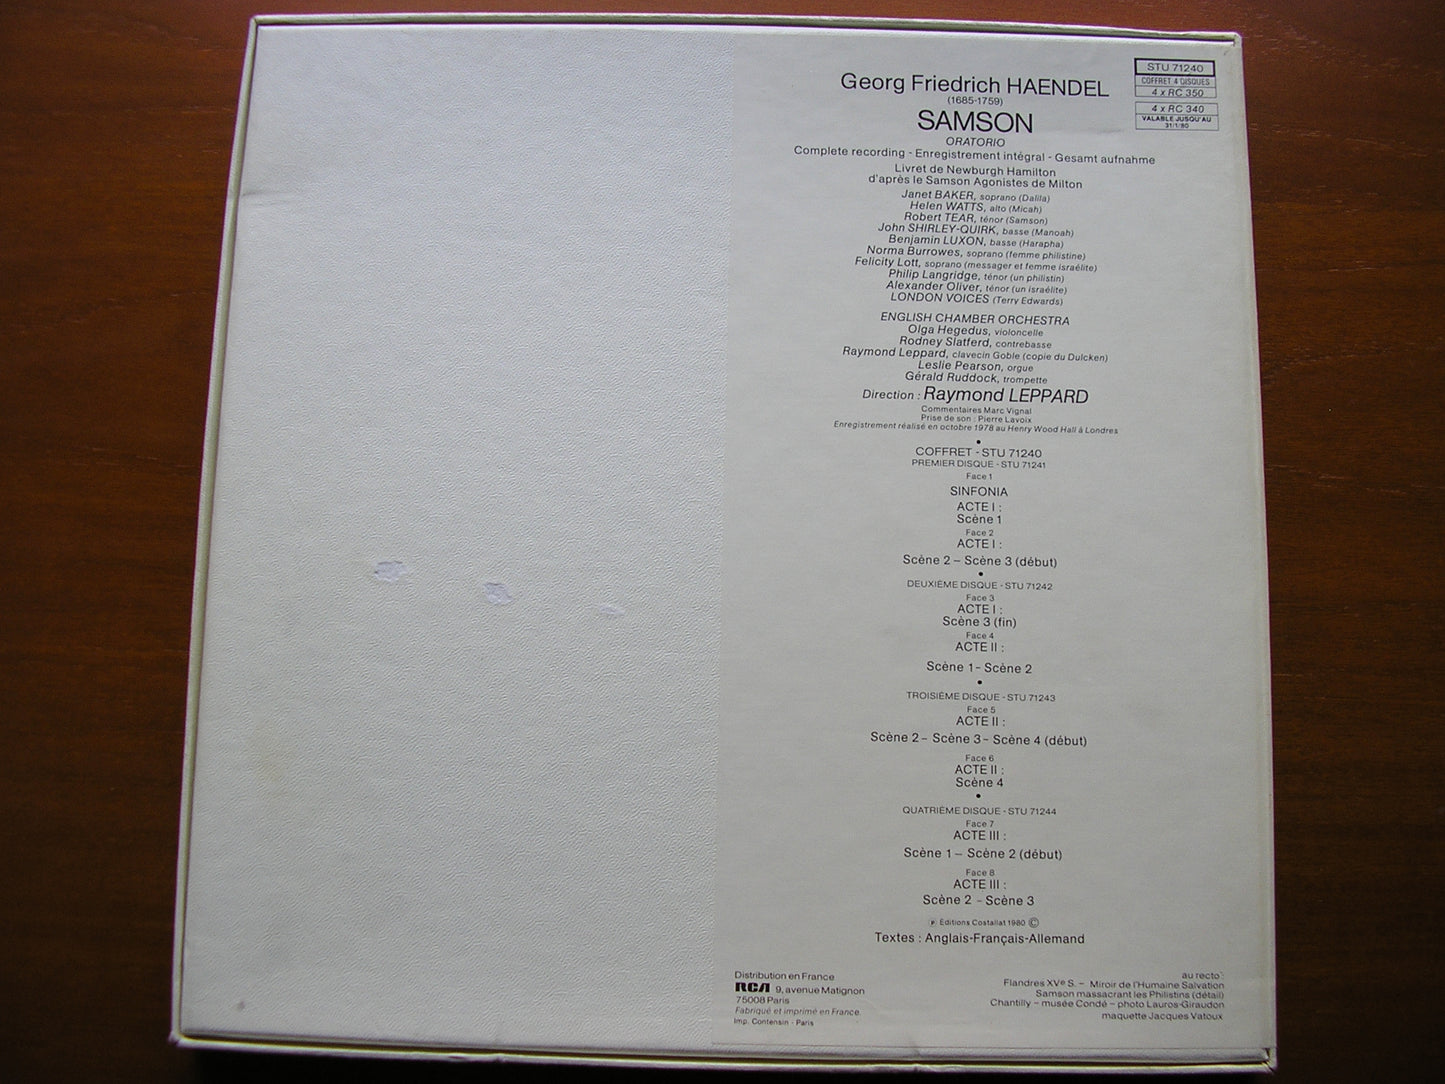 Georg Friedrich HAENDEL
(1685-1759)
SAMSON
ORATORIO
Complete recording - Enregistrement intégral - Gesamt aufnahme
STU 71240
COFFRET 4 DISQUES
4 x RC 350
4 x RC 340
VALABLE JUSQU'AU
31/1/80
Livret de Newburgh Hamilton
d'après le Samson Agonistes de Milton
Janet BAKER, soprano (Dalila)
Helen WATTS, alto (Micah)
Robert TEAR, ténor (Samson)
John SHIRLEY-QUIRK, basse (Manoah)
Benjamin LUXON, basse (Harapha)
Norma Burrowes, soprano (femme philistine)
Felicity Lott, soprano (messager et femme israélite)
Philip Langridge, ténor (un philistin)
Alexander Oliver, ténor (un israélite)
LONDON VOICES (Terry Edwards)
ENGLISH CHAMBER ORCHESTRA
Olga Hegedus, violoncelle
Rodney Slatferd, contrebasse
Raymond Leppard, clavecin Goble (copie du Dulcken)
Leslie Pearson, orgue
Gérald Ruddock, trompette
Direction : Raymond LEPPARD
Commentaires Marc Vignal
Prise de son : Pierre Lavoix
Enregistrement réalisé en octobre 1978 au Henry Wood Hall à Londres
•
COFFRET - STU 71240
PREMIER DISQUE - STU 71241
Face 1
SINFONIA
ACTE I :
Scène 1
Face 2
ACTE I :
Scène 2 – Scène 3 (début)
•
DEUXIÈME DISQUE - STU 71242
Face 3
ACTE I :
Scène 3 (fin)
Face 4
ACTE II :
Scène 1 – Scène 2
•
TROISIÈME DISQUE - STU 71243
Face 5
ACTE II :
Scène 2 – Scène 3 – Scène 4 (début)
Face 6
ACTE II :
Scène 4
•
QUATRIÈME DISQUE - STU 71244
Face 7
ACTE III :
Scène 1 – Scène 2 (début)
Face 8
ACTE III :
Scène 2 – Scène 3
℗ Editions Costallat 1980 ©
Textes : Anglais-Français-Allemand
Distribution en France
RCA 9, avenue Matignon
75008 Paris
Fabriqué et imprimé en France.
Imp. Contensin - Paris
au recto :
Flandres XVe S. – Miroir de l'Humaine Salvation
Samson massacrant les Philistins (détail)
Chantilly – musée Condé – photo Lauros-Giraudon
maquette Jacques Vatoux